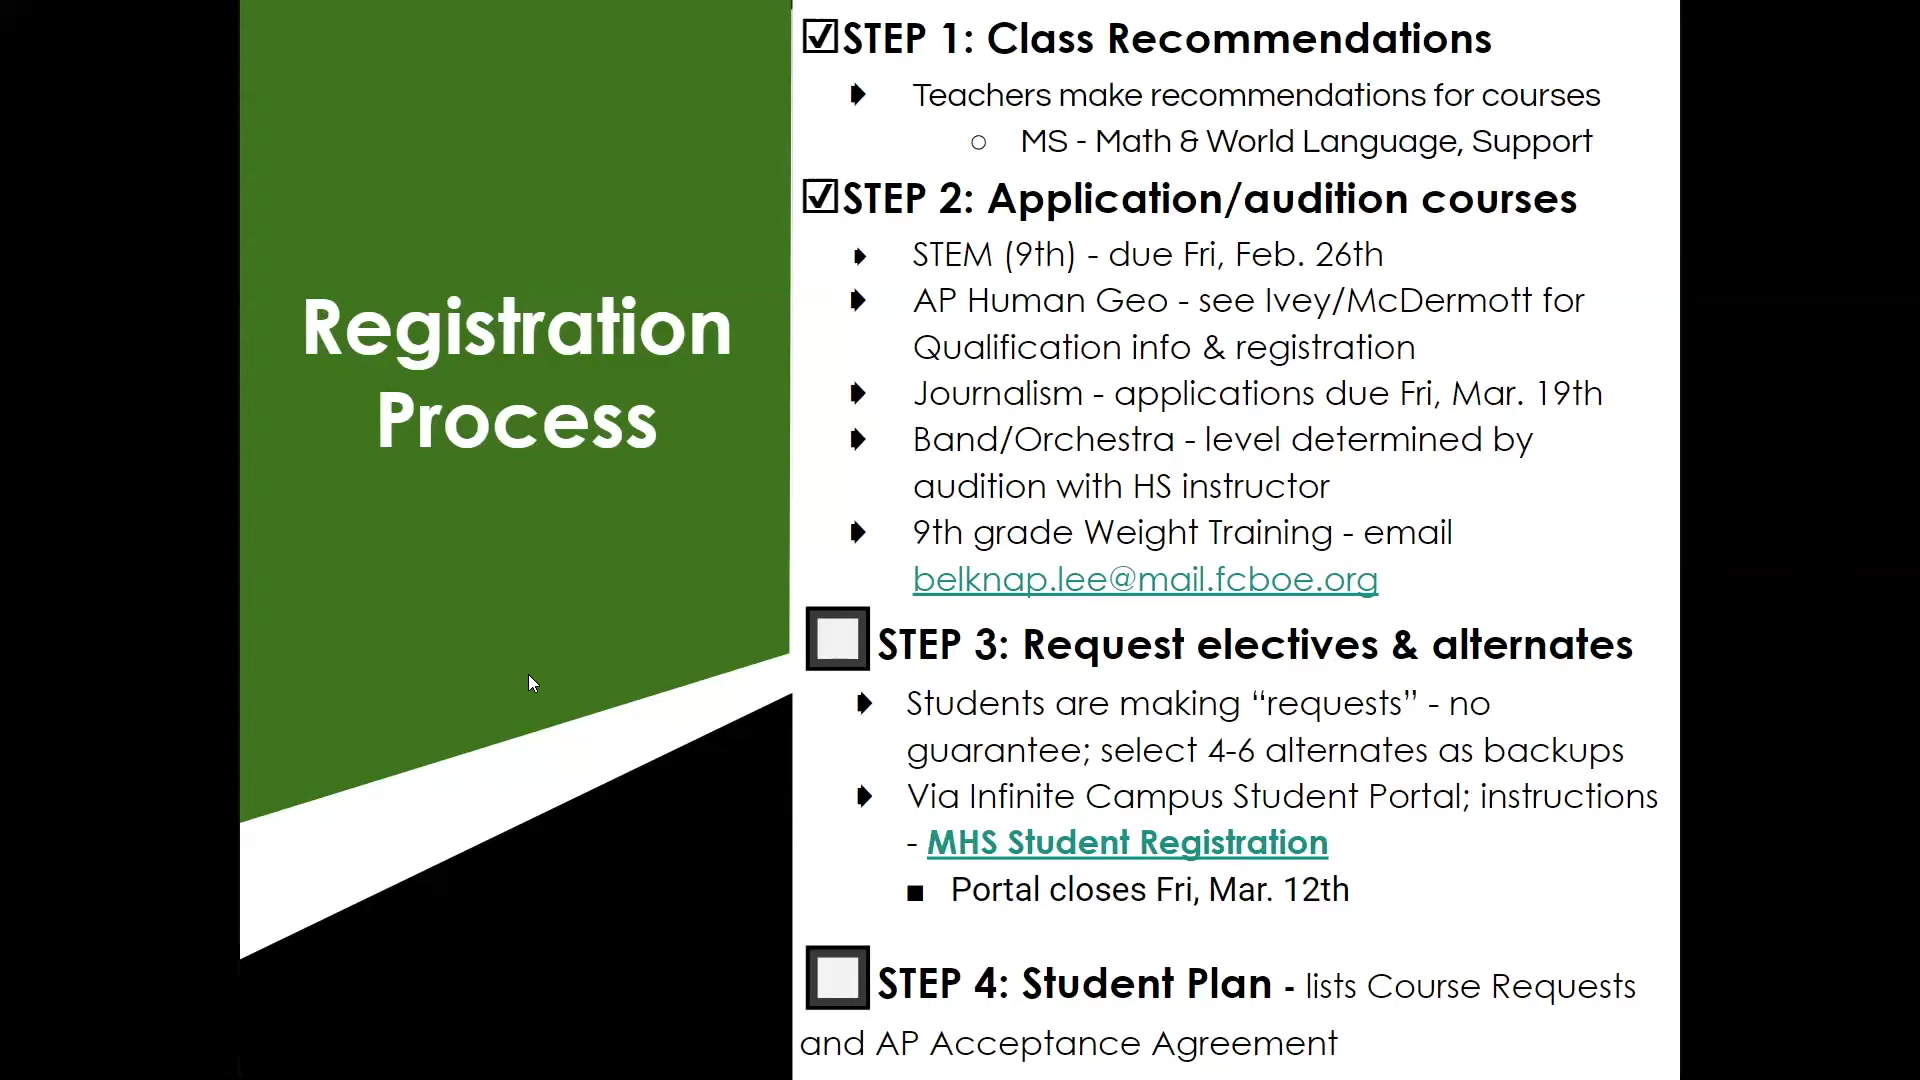 Registration
Process
☑STEP 1: Class Recommendations
Teachers make recommendations for courses
MS - Math & World Language, Support
☑STEP 2: Application/audition courses
STEM (9th) - due Fri, Feb. 26th
AP Human Geo - see Ivey/McDermott for
Qualification info & registration
Journalism - applications due Fri, Mar. 19th
Band/Orchestra - level determined by
audition with HS instructor
9th grade Weight Training - email
belknap.lee@mail.fcboe.org
STEP 3: Request electives & alternates
Students are making “requests” - no
guarantee; select 4-6 alternates as backups
Via Infinite Campus Student Portal; instructions
- MHS Student Registration
Portal closes Fri, Mar. 12th
STEP 4: Student Plan - lists Course Requests
and AP Acceptance Agreement